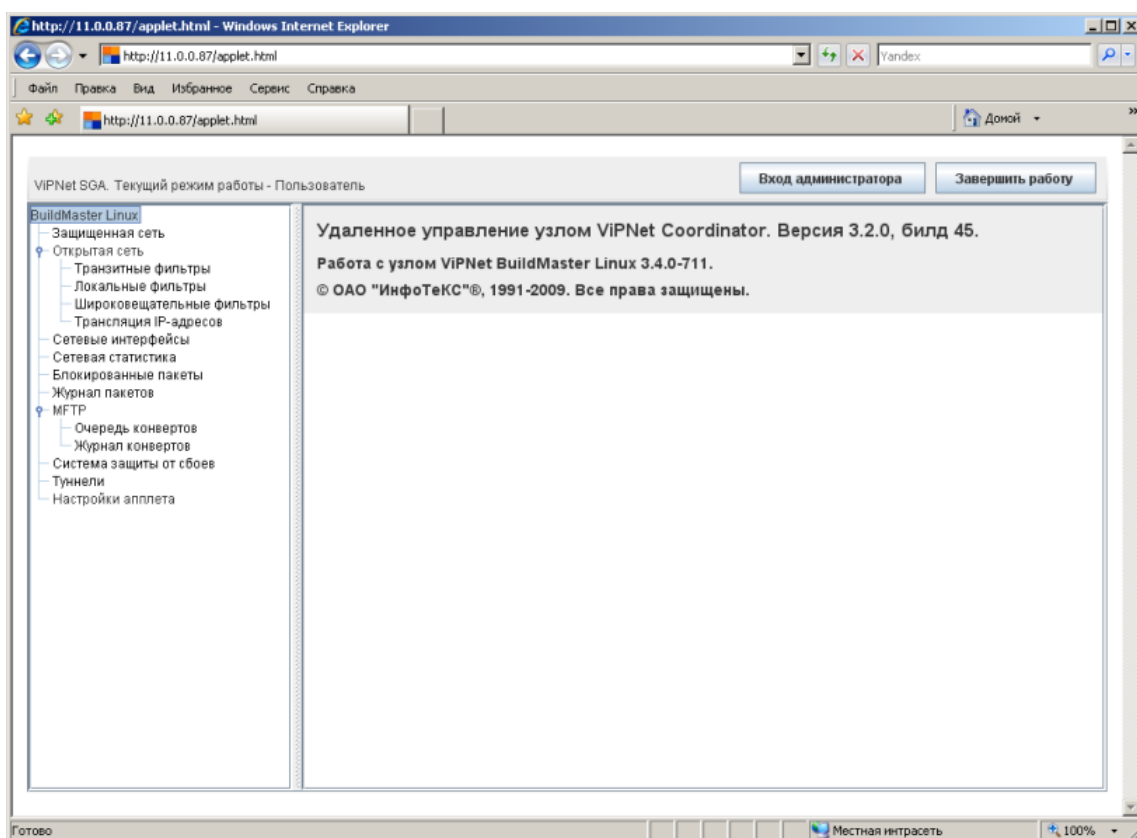 http://11.0.0.87/applet.html - Windows Internet Explorer
http://11.0.0.87/applet.html
Yandex
Файл Правка Вид Избранное Сервис Справка
http://11.0.0.87/applet.html
Домой
ViPNet SGA. Текущий режим работы - Пользователь
Вход администратора
Завершить работу
BuildMaster Linux
Защищенная сеть
Открытая сеть
Транзитные фильтры
Локальные фильтры
Широковещательные фильтры
Трансляция IP-адресов
Сетевые интерфейсы
Сетевая статистика
Блокированные пакеты
Журнал пакетов
MFTP
Очередь конвертов
Журнал конвертов
Система защиты от сбоев
Туннели
Настройки апплета
Удаленное управление узлом ViPNet Coordinator. Версия 3.2.0, билд 45.
Работа с узлом ViPNet BuildMaster Linux 3.4.0-711.
© ОАО "ИнфоТеКС"®, 1991-2009. Все права защищены.
Готово
Местная интрасеть
100%